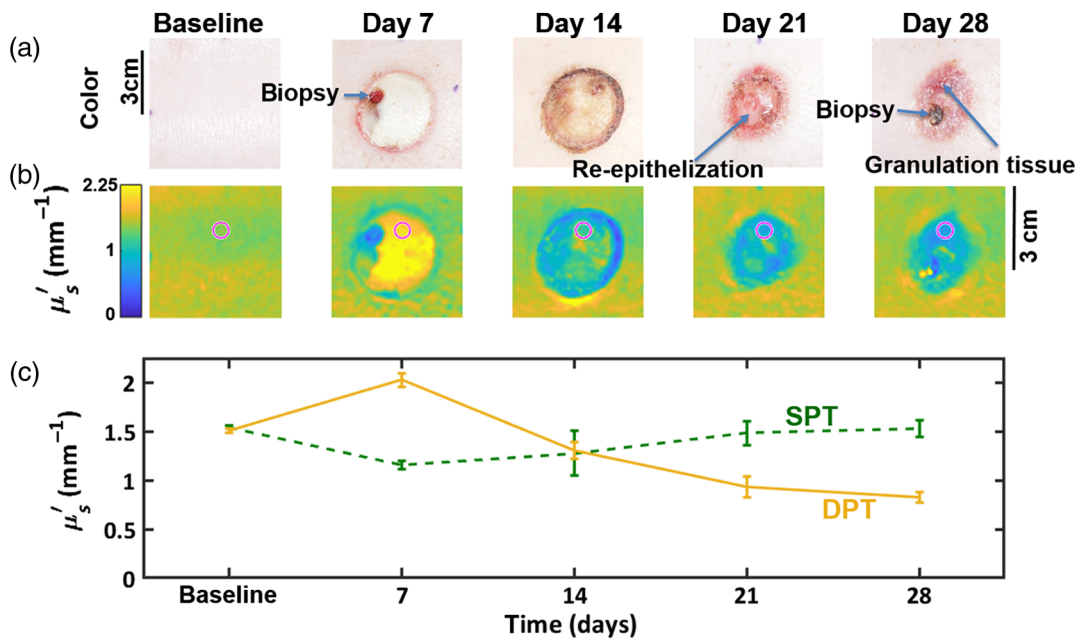 Baseline Day 7 Day 14 Day 21 Day 28
(a)
Color
3cm
Biopsy
Biopsy
Re-epithelization
Granulation tissue
(b)
μs′ (mm−1)
2.25
1
0
3 cm
(c)
μs′ (mm−1)
2
1.5
1
0.5
0
SPT
DPT
Baseline 7 14 21 28
Time (days)